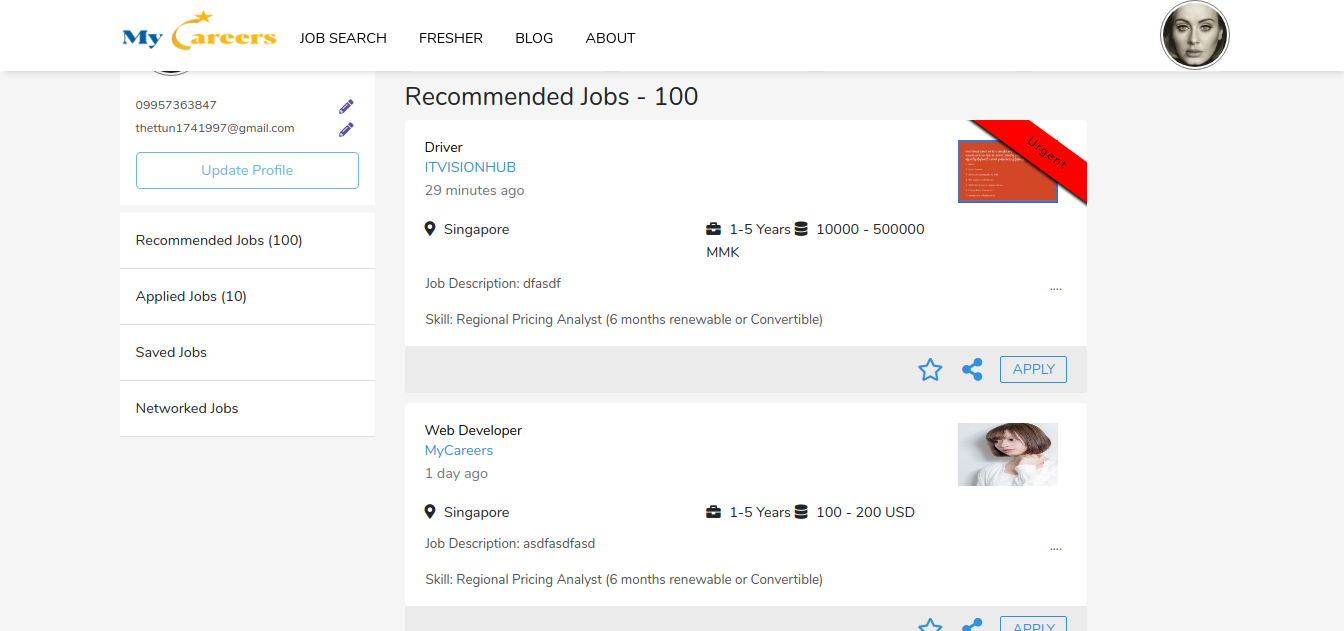 My Careers
JOB SEARCH
FRESHER
BLOG
ABOUT
09957363847
thettun1741997@gmail.com
Update Profile
Recommended Jobs (100)
Applied Jobs (10)
Saved Jobs
Networked Jobs
Recommended Jobs - 100
Driver
ITVISIONHUB
29 minutes ago
Urgent
Singapore
1-5 Years 10000 - 500000
MMK
Job Description: dfasdf
....
Skill: Regional Pricing Analyst (6 months renewable or Convertible)
APPLY
Web Developer
MyCareers
1 day ago
Singapore
1-5 Years 100 - 200 USD
Job Description: asdfasdfasd
....
Skill: Regional Pricing Analyst (6 months renewable or Convertible)
APPLY